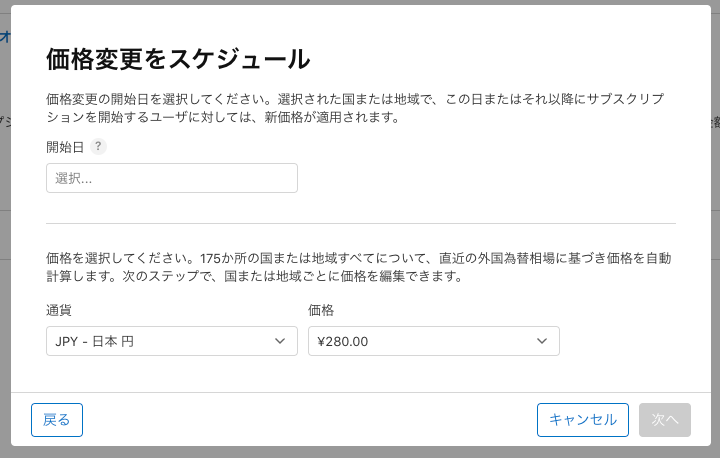 価格変更をスケジュール
価格変更の開始日を選択してください。選択された国または地域で、この日またはそれ以降にサブスクリプ
ションを開始するユーザに対しては、新価格が適用されます。
開始日 ?
選択...
価格を選択してください。175か所の国または地域すべてについて、直近の外国為替相場に基づき価格を自動
計算します。次のステップで、国または地域ごとに価格を編集できます。
通貨 価格
JPY - 日本 円 ¥280.00
戻る キャンセル 次へ